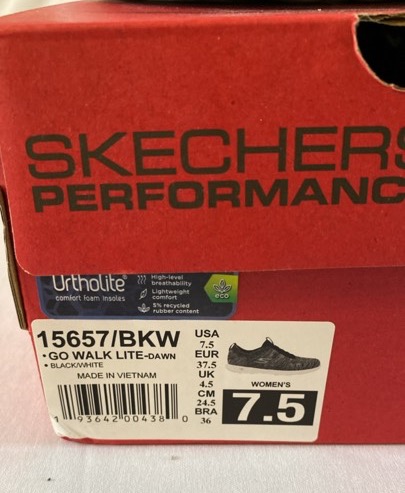 SKECHERS
PERFORMANC
Ortholite
comfort foam insoles
High-level
breathability
Lightweight
comfort
5% recycled
rubber content
eco
15657/BKW
• GO WALK LITE-DAWN
• BLACK/WHITE
MADE IN VIETNAM
1 93642 00438 0
USA
7.5
EUR
37.5
UK
4.5
CM
24.5
BRA
36
WOMEN'S
7.5